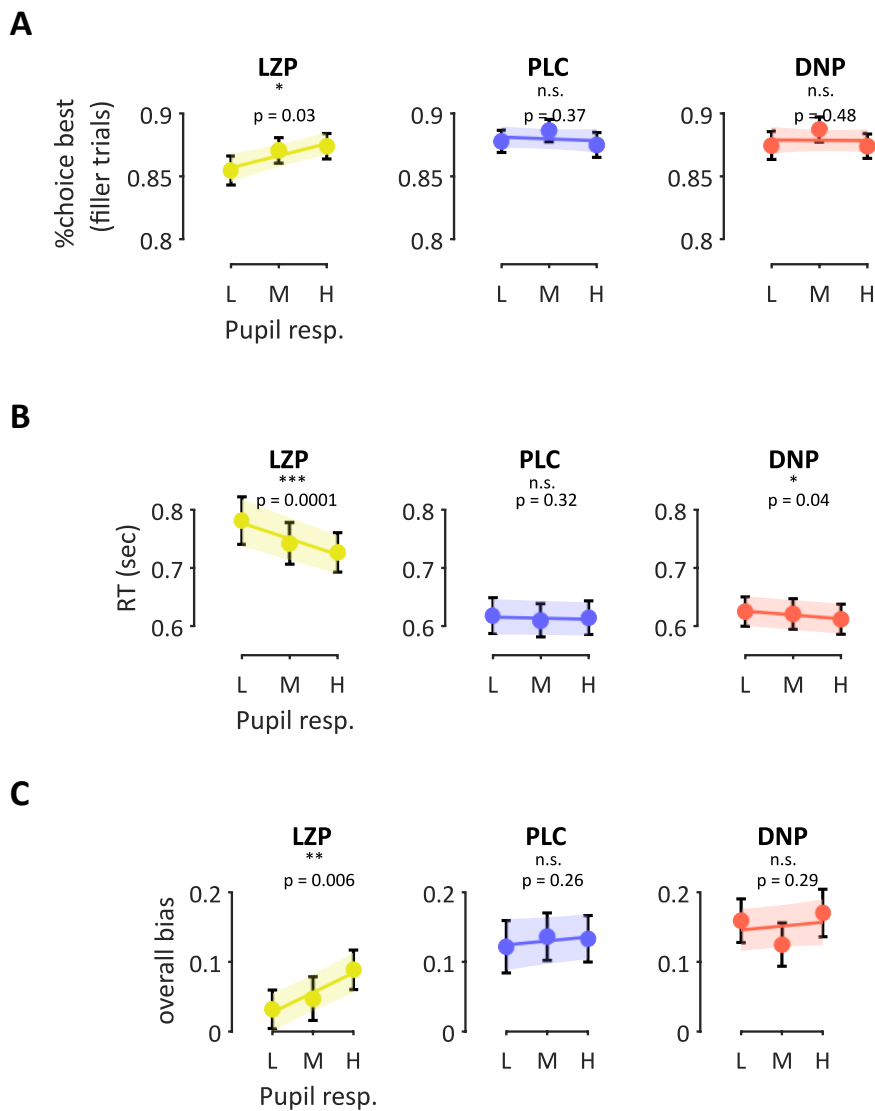 A
LZP PLC DNP
* n.s. n.s.
p = 0.03 p = 0.37 p = 0.48
%choice best
(filler trials)
0.9 0.9 0.9
0.85 0.85 0.85
0.8 0.8 0.8
L M H L M H L M H
Pupil resp.
B
LZP PLC DNP
*** n.s. *
p = 0.0001 p = 0.32 p = 0.04
RT (sec)
0.8 0.8 0.8
0.7 0.7 0.7
0.6 0.6 0.6
L M H L M H L M H
Pupil resp.
C
LZP PLC DNP
** n.s. n.s.
p = 0.006 p = 0.26 p = 0.29
overall bias
0.2 0.2 0.2
0.1 0.1 0.1
0 0 0
L M H L M H L M H
Pupil resp.